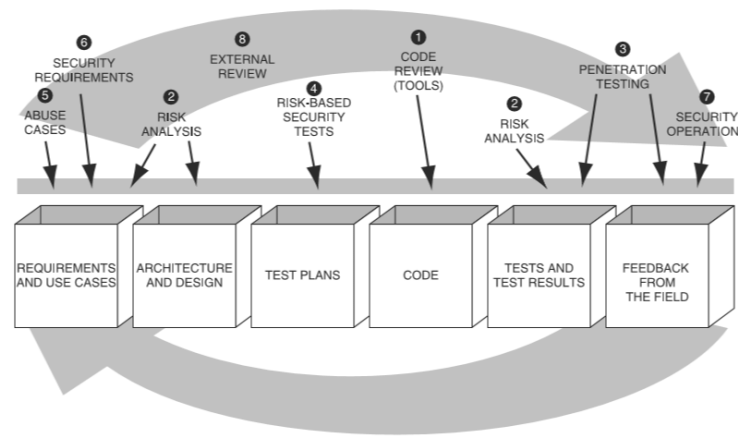 6
SECURITY
REQUIREMENTS
5
ABUSE
CASES
2
RISK
ANALYSIS
8
EXTERNAL
REVIEW
4
RISK-BASED
SECURITY
TESTS
1
CODE
REVIEW
(TOOLS)
2
RISK
ANALYSIS
3
PENETRATION
TESTING
7
SECURITY
OPERATION
REQUIREMENTS
AND USE CASES
ARCHITECTURE
AND DESIGN
TEST PLANS
CODE
TESTS AND
TEST RESULTS
FEEDBACK
FROM
THE FIELD